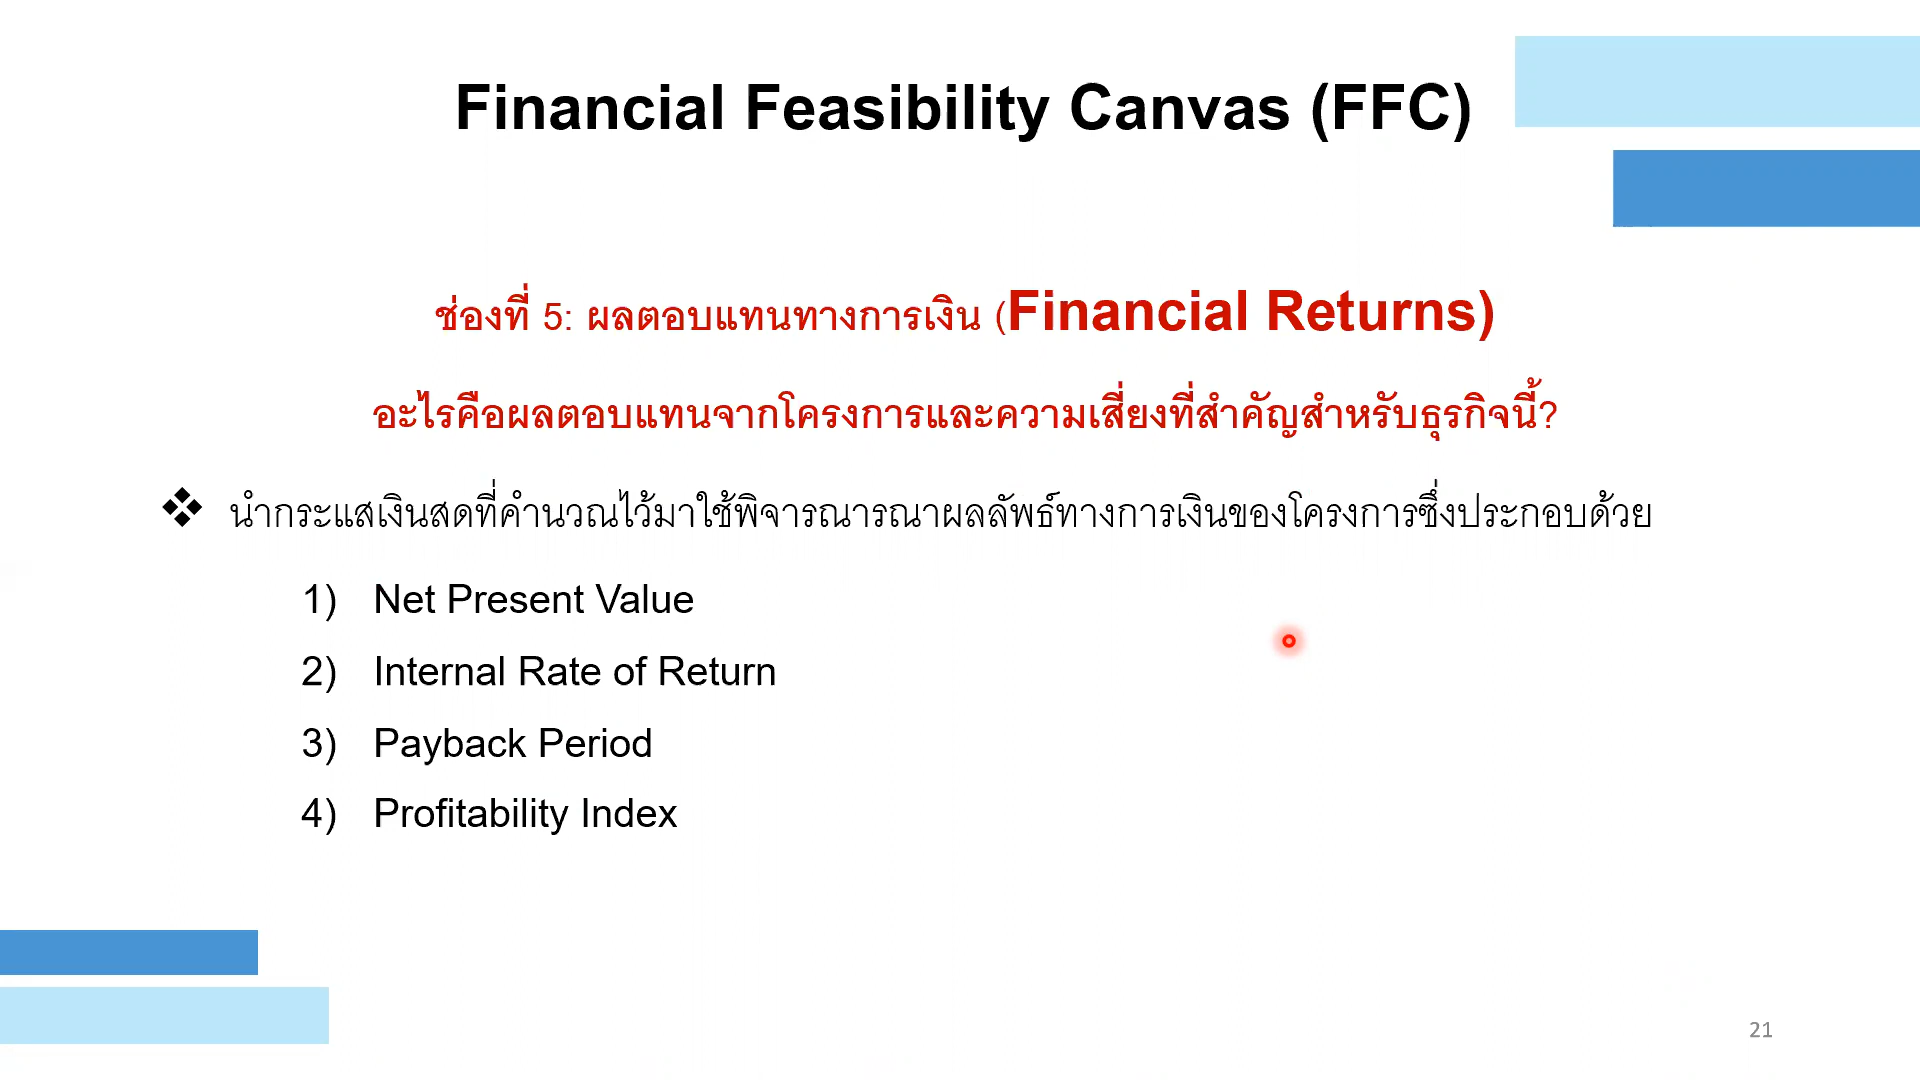 Financial Feasibility Canvas (FFC)
ช่องที่ 5: ผลตอบแทนทางการเงิน (Financial Returns)
อะไรคือผลตอบแทนจากโครงการและความเสี่ยงที่สำคัญสำหรับธุรกิจนี้?
❖ นำกระแสเงินสดที่คำนวณไว้มาใช้พิจารณารณาผลลัพธ์ทางการเงินของโครงการซึ่งประกอบด้วย
1) Net Present Value
2) Internal Rate of Return
3) Payback Period
4) Profitability Index
21